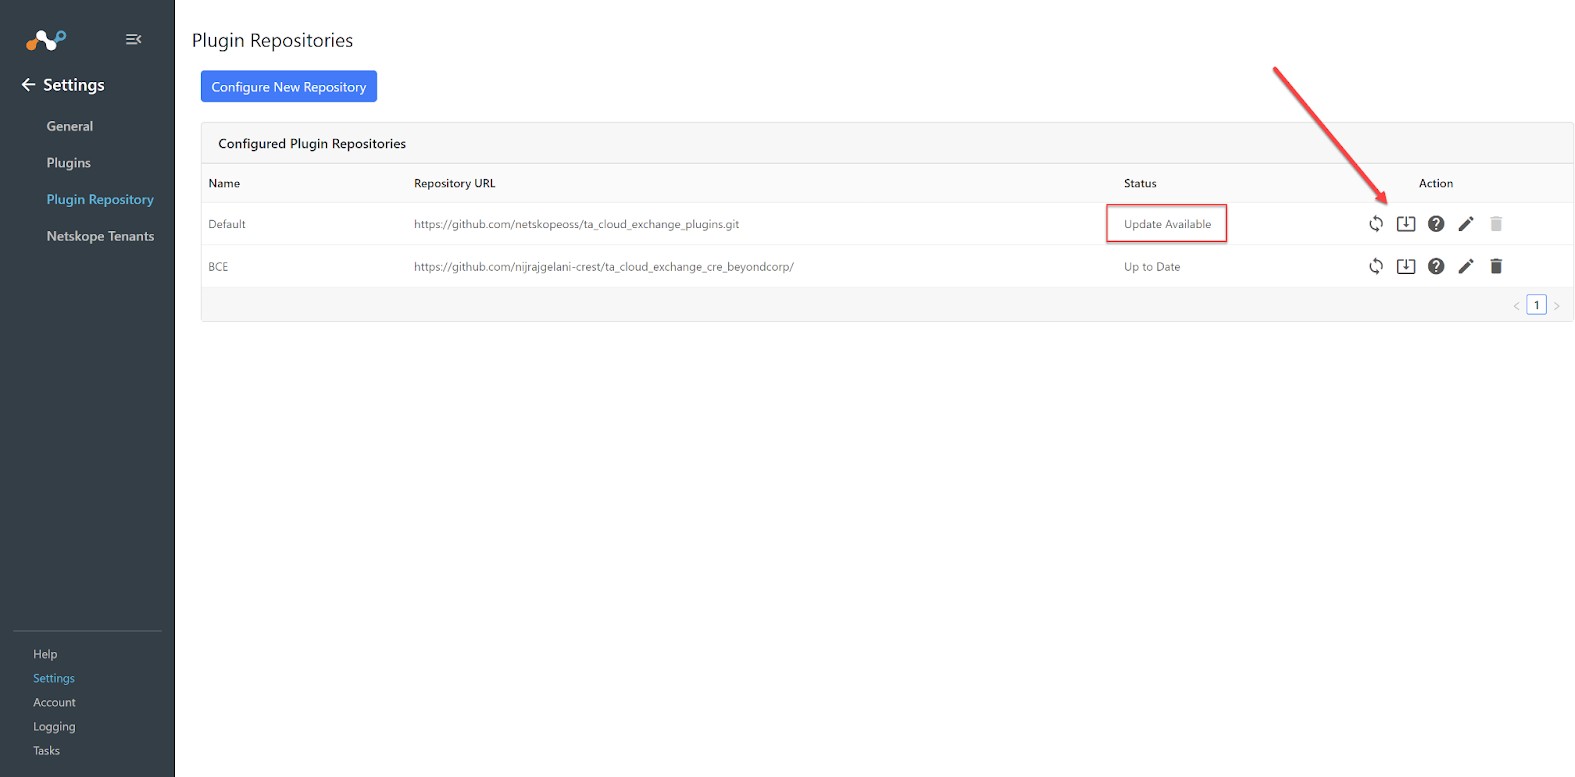 Settings
General
Plugins
Plugin Repository
Netskope Tenants
Help
Settings
Account
Logging
Tasks
Plugin Repositories
Configure New Repository
Configured Plugin Repositories
Name Repository URL Status Action
Default https://github.com/netskopeoss/ta_cloud_exchange_plugins.git Update Available
BCE https://github.com/nijrajgelani-crest/ta_cloud_exchange_cre_beyondcorp/ Up to Date
< 1 >